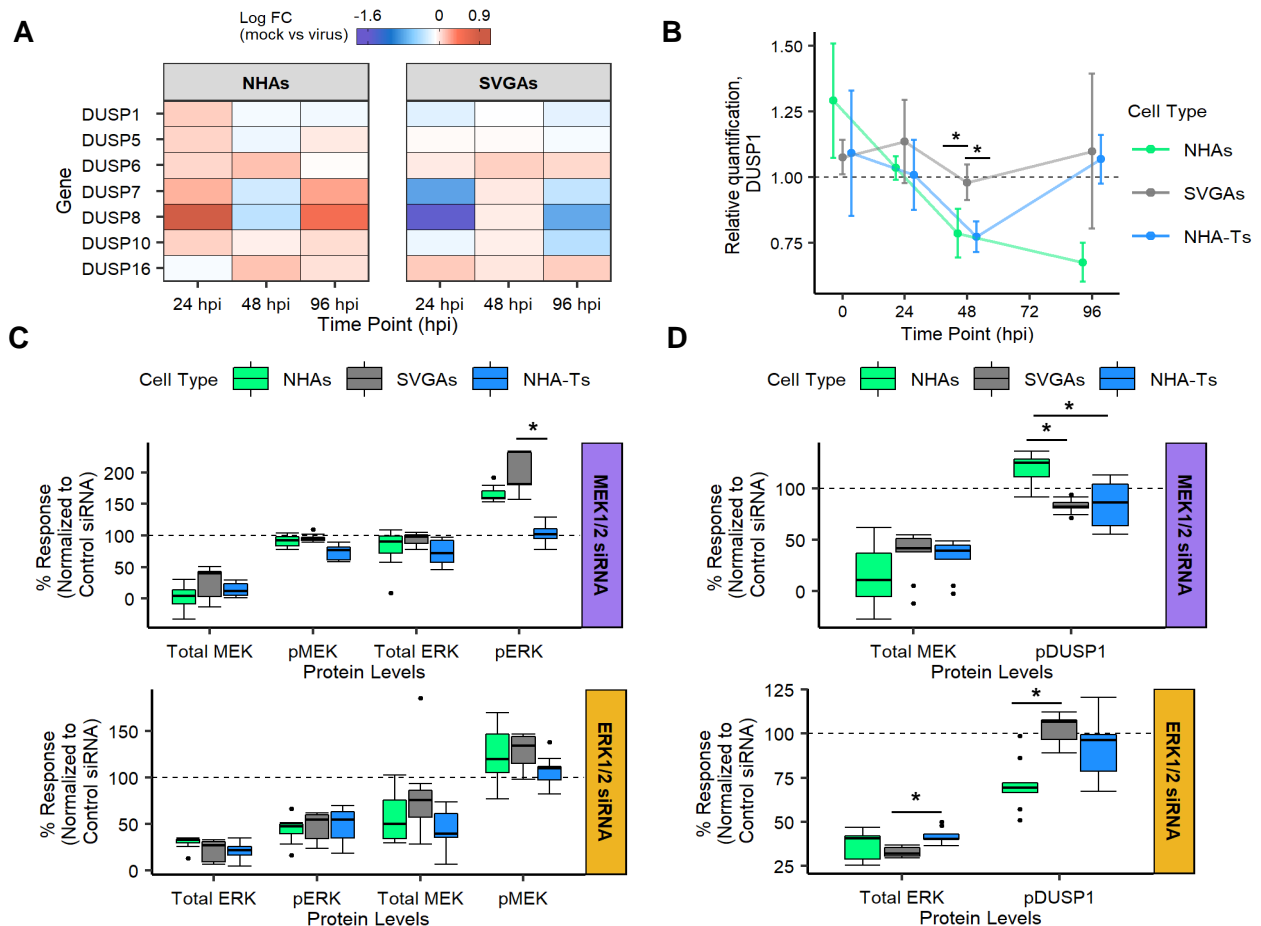 A
Log FC
(mock vs virus)
-1.6 0 0.9
NHAs SVGAs
Gene
DUSP1
DUSP5
DUSP6
DUSP7
DUSP8
DUSP10
DUSP16
24 hpi 48 hpi 96 hpi 24 hpi 48 hpi 96 hpi
Time Point (hpi)
B
Relative quantification,
DUSP1
1.50
1.25
1.00
0.75
* *
0 24 48 72 96
Time Point (hpi)
Cell Type
NHAs
SVGAs
NHA-Ts
C
Cell Type NHAs SVGAs NHA-Ts
% Response
(Normalized to
Control siRNA)
200
150
100
50
0
*
MEK1/2 siRNA
Total MEK pMEK Total ERK pERK
Protein Levels
% Response
(Normalized to
Control siRNA)
150
100
50
0
ERK1/2 siRNA
Total ERK pERK Total MEK pMEK
Protein Levels
D
Cell Type NHAs SVGAs NHA-Ts
% Response
(Normalized to
Control siRNA)
100
50
0
*
*
MEK1/2 siRNA
Total MEK pDUSP1
Protein Levels
% Response
(Normalized to
Control siRNA)
125
100
75
50
25
*
*
ERK1/2 siRNA
Total ERK pDUSP1
Protein Levels